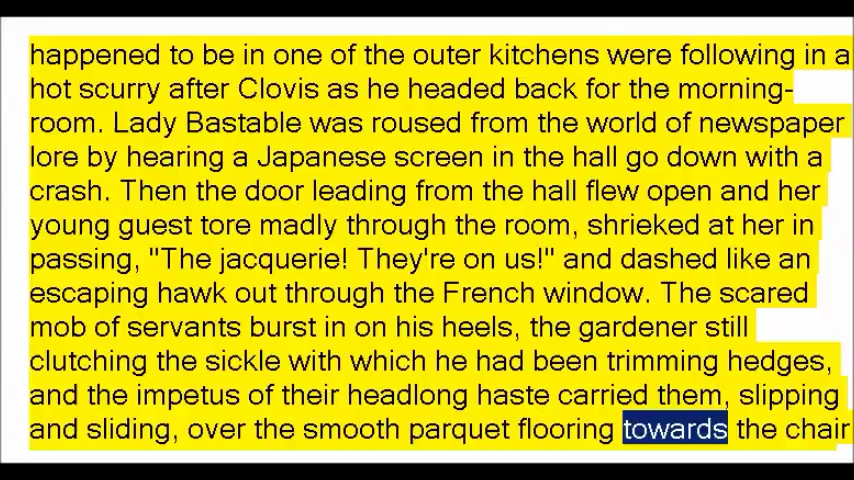 happened to be in one of the outer kitchens were following in a
hot scurry after Clovis as he headed back for the morning-
room. Lady Bastable was roused from the world of newspaper
lore by hearing a Japanese screen in the hall go down with a
crash. Then the door leading from the hall flew open and her
young guest tore madly through the room, shrieked at her in
passing, "The jacquerie! They're on us!" and dashed like an
escaping hawk out through the French window. The scared
mob of servants burst in on his heels, the gardener still
clutching the sickle with which he had been trimming hedges,
and the impetus of their headlong haste carried them, slipping
and sliding, over the smooth parquet flooring towards the chair